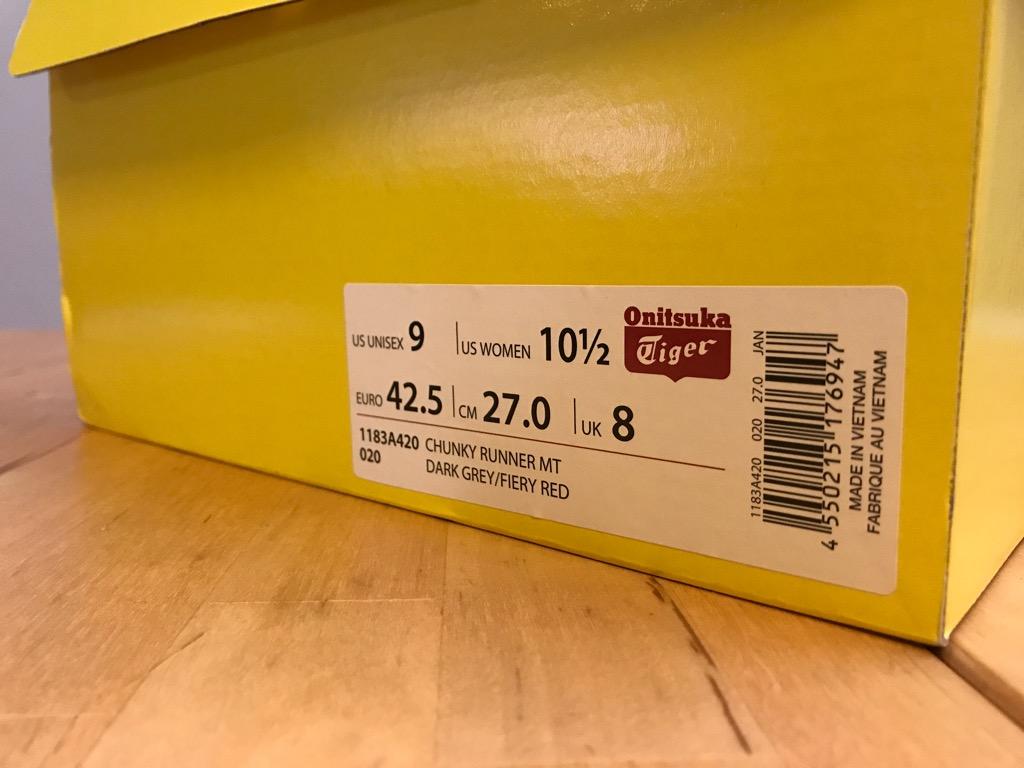 US UNISEX 9 US WOMEN 10½
Onitsuka
Tiger
EURO 42.5 CM 27.0 UK 8
1183A420 CHUNKY RUNNER MT
020 DARK GREY/FIERY RED
1183A420 020 27.0 JAN
4 550215 176947
MADE IN VIETNAM
FABRIQUE AU VIETNAM